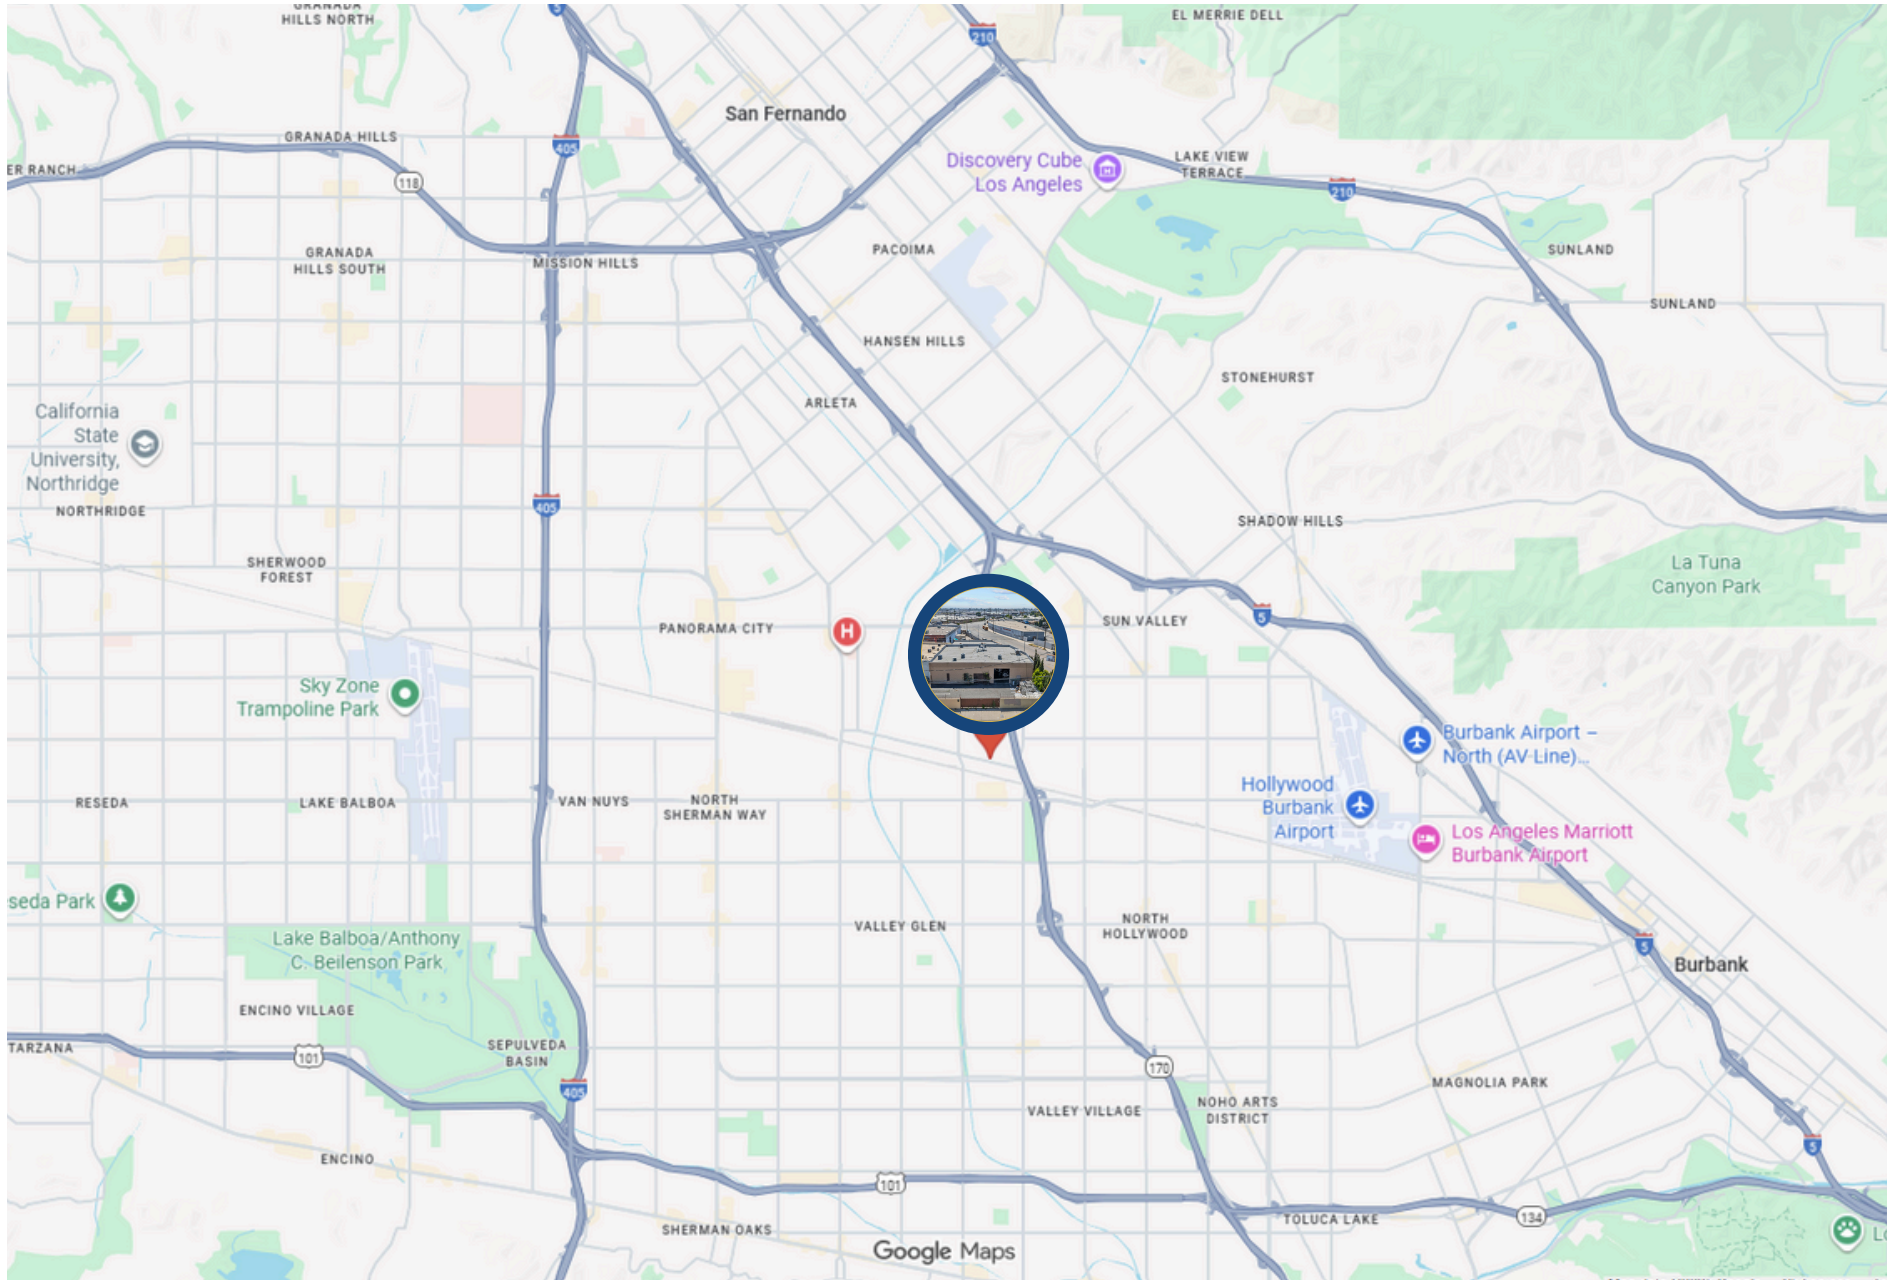 HILLS NORTH
EL MERRIE DELL
5
210
San Fernando
GRANADA HILLS
405
ER RANCH
118
Discovery Cube
Los Angeles
LAKE VIEW
TERRACE
210
GRANADA
HILLS SOUTH
MISSION HILLS
PACOIMA
SUNLAND
SUNLAND
HANSEN HILLS
STONEHURST
ARLETA
California
State
University,
Northridge
NORTHRIDGE
405
SHADOW HILLS
SHERWOOD
FOREST
La Tuna
Canyon Park
PANORAMA CITY
H
SUN VALLEY
5
Sky Zone
Trampoline Park
Burbank Airport –
North (AV Line)...
Hollywood
Burbank
Airport
RESEDA
LAKE BALBOA
VAN NUYS
NORTH
SHERMAN WAY
Los Angeles Marriott
Burbank Airport
seda Park
VALLEY GLEN
NORTH
HOLLYWOOD
Lake Balboa/Anthony
C. Beilenson Park
5
Burbank
ENCINO VILLAGE
TARZANA
101
SEPULVEDA
BASIN
405
170
MAGNOLIA PARK
VALLEY VILLAGE
NOHO ARTS
DISTRICT
5
ENCINO
101
SHERMAN OAKS
TOLUCA LAKE
134
Google Maps